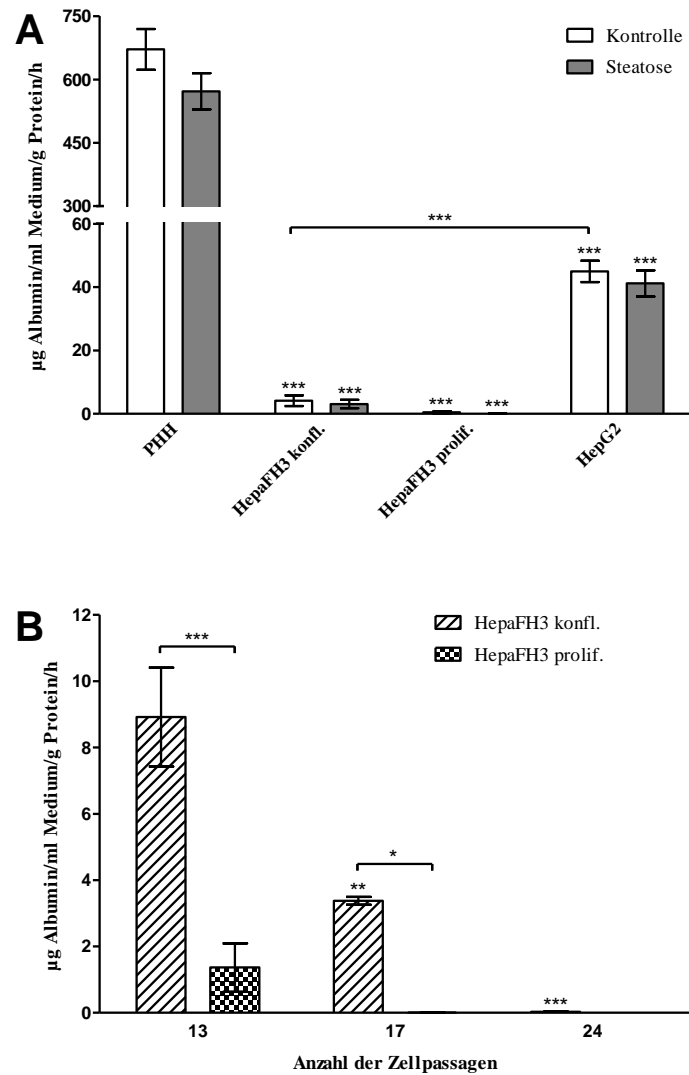 A
µg Albumin/ml Medium/g Protein/h
750
600
450
300
60
40
20
0
Kontrolle
Steatose
***
*** *** *** *** *** ***
PHH HepaFH3 konfl. HepaFH3 prolif. HepG2
B
µg Albumin/ml Medium/g Protein/h
12
10
8
6
4
2
0
HepaFH3 konfl.
HepaFH3 prolif.
***
*
**
***
13 17 24
Anzahl der Zellpassagen